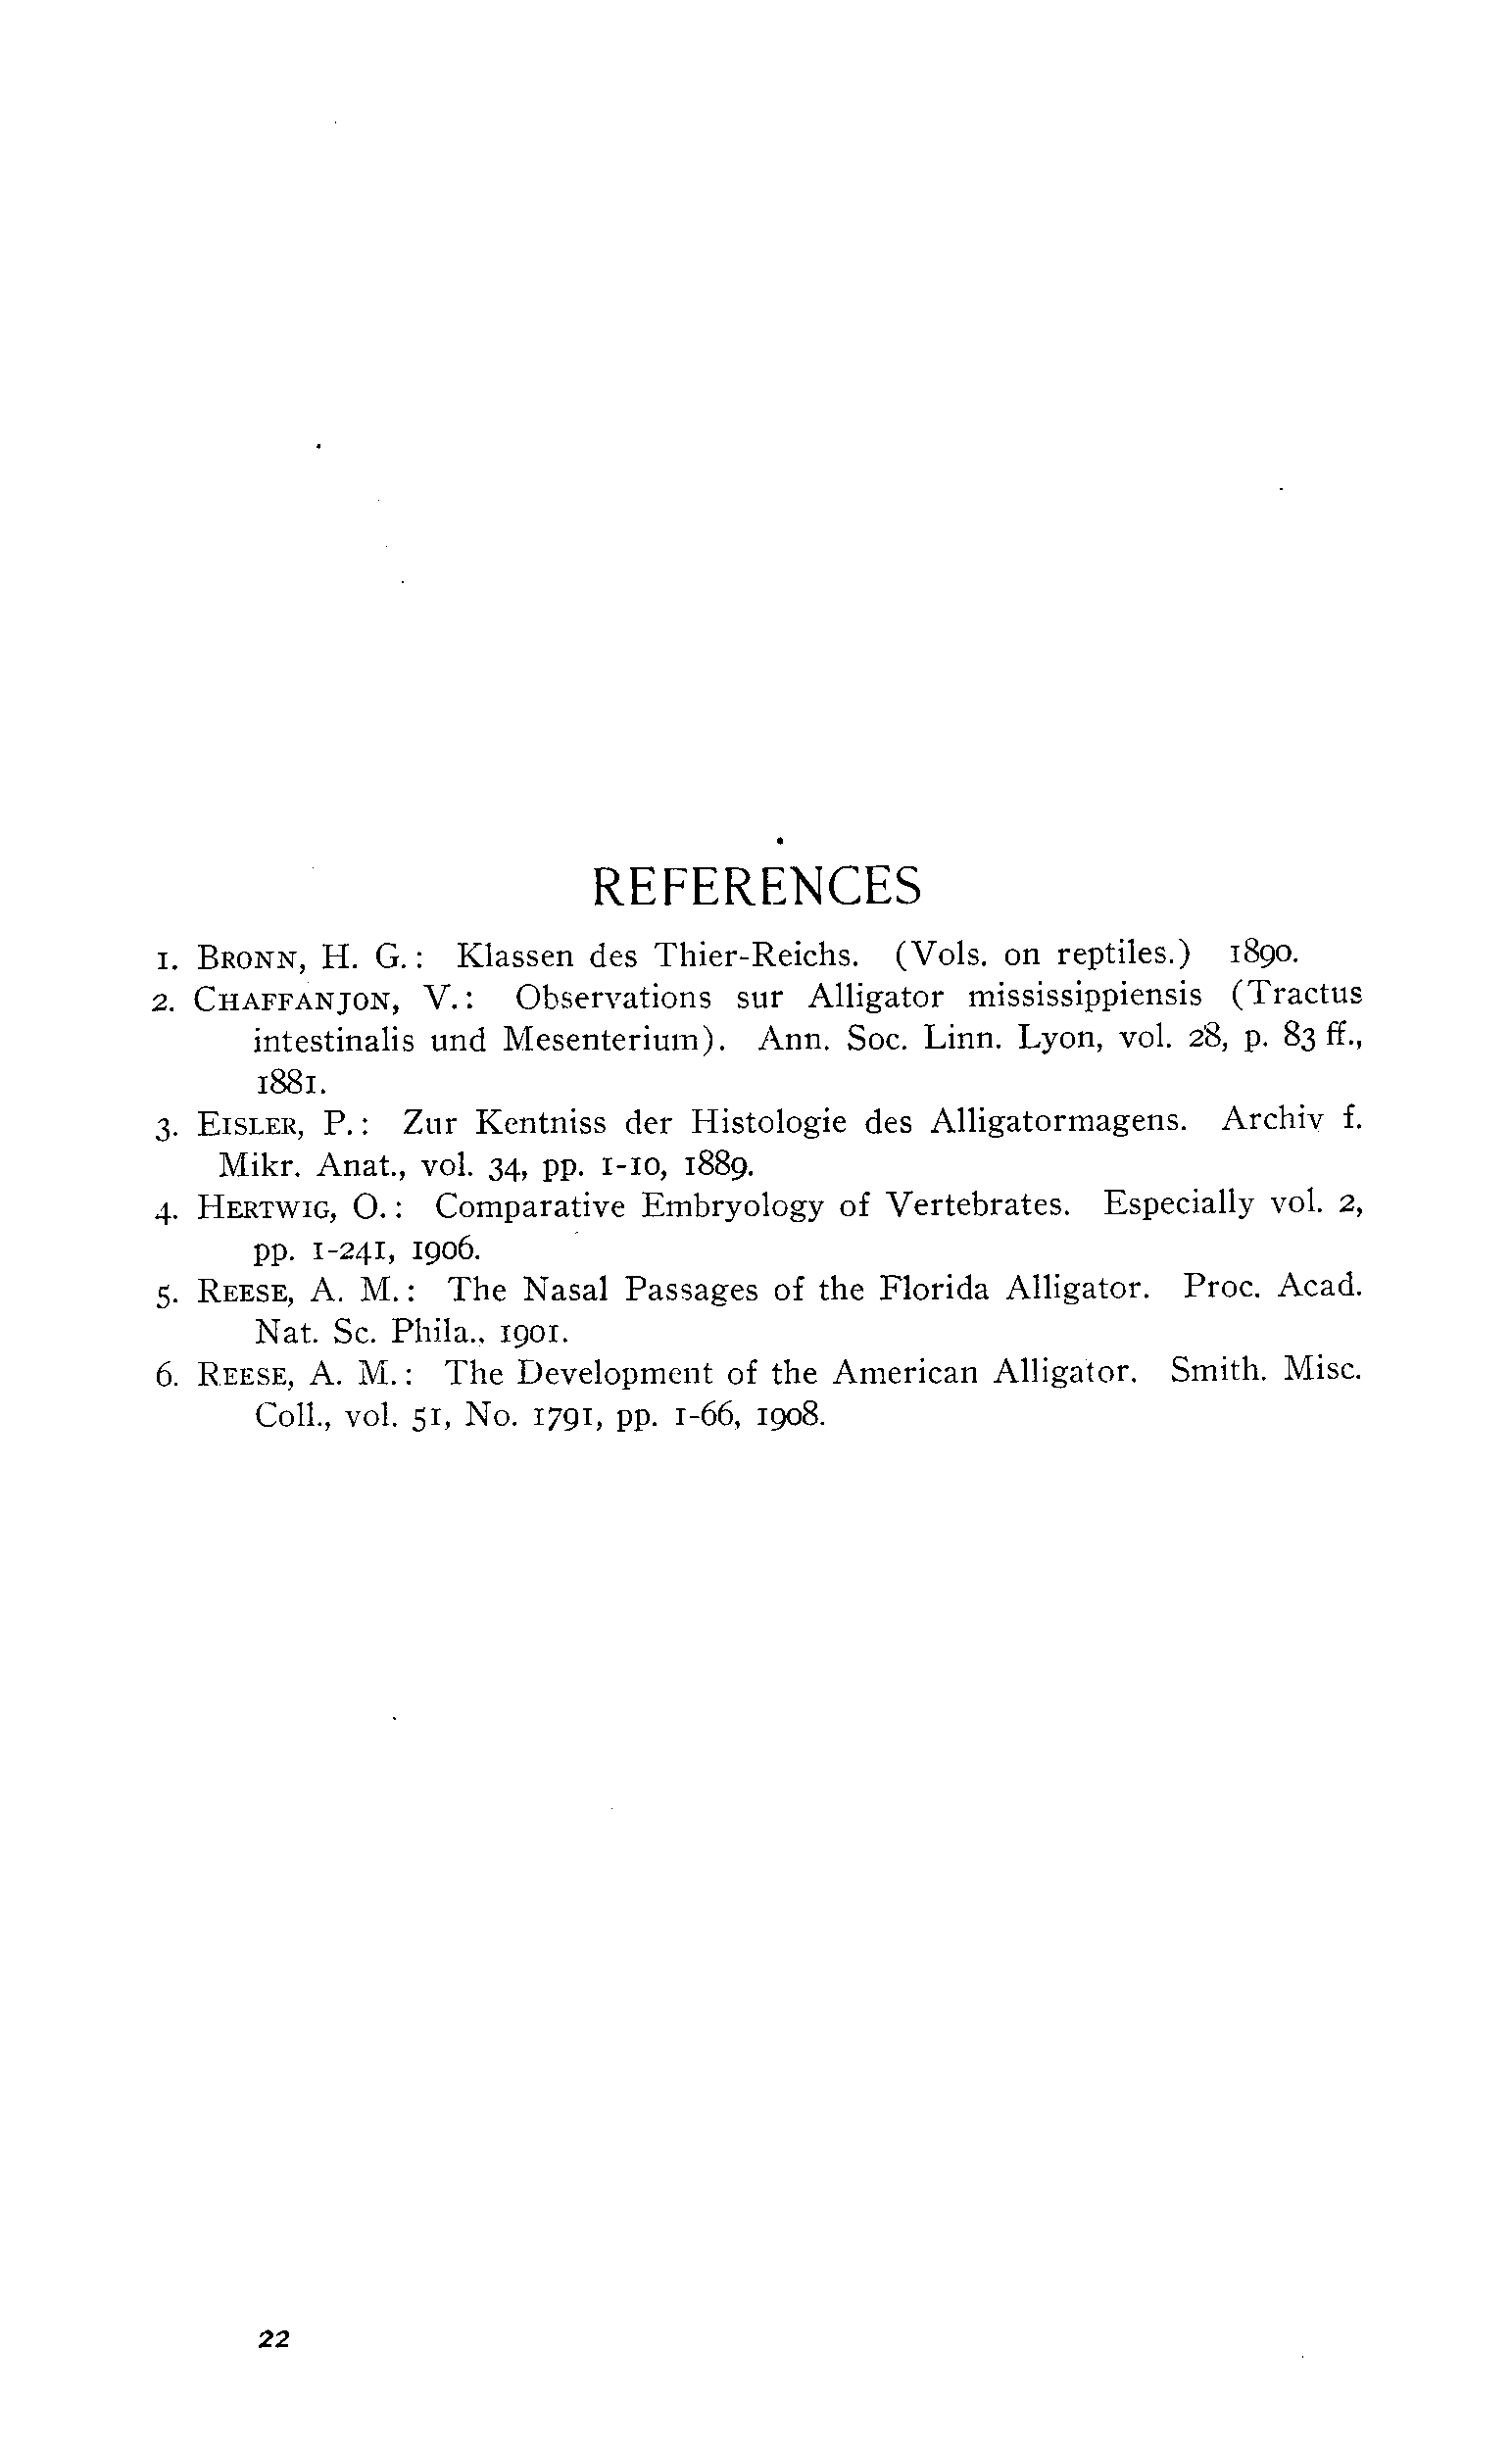 REFERENCES
1. BRONN, H. G.: Klassen des Thier-Reichs. (Vols. on reptiles.) 1890.
2. CHAFFANJON, V.: Observations sur Alligator mississippiensis (Tractus
intestinalis und Mesenterium). Ann. Soc. Linn. Lyon, vol. 28, p. 83 ff.,
1881.
3. EISLER, P.: Zur Kentniss der Histologie des Alligatormagens. Archiv f.
Mikr. Anat., vol. 34, pp. 1-10, 1889.
4. HERTWIG, O.: Comparative Embryology of Vertebrates. Especially vol. 2,
pp. 1-241, 1906.
5. REESE, A. M.: The Nasal Passages of the Florida Alligator. Proc. Acad.
Nat. Sc. Phila., 1901.
6. REESE, A. M.: The Development of the American Alligator. Smith. Misc.
Coll., vol. 51, No. 1791, pp. 1-66, 1908.
22